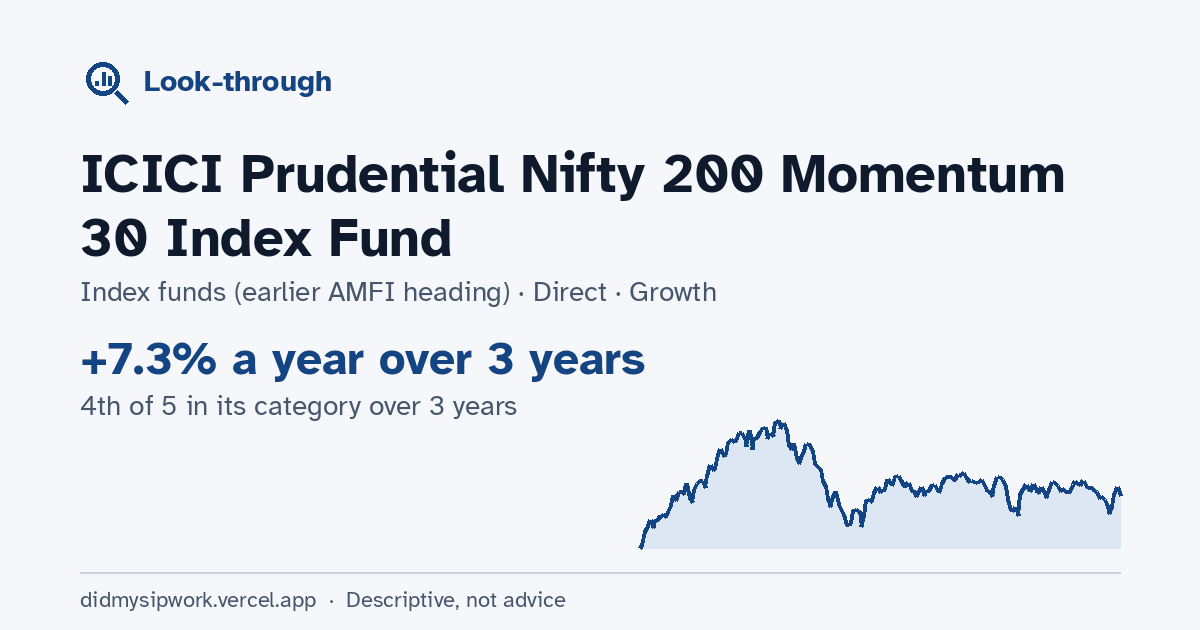 Look-through
ICICI Prudential Nifty 200 Momentum
30 Index Fund
Index funds (earlier AMFI heading) · Direct · Growth
+7.3% a year over 3 years
4th of 5 in its category over 3 years
didmysipwork.vercel.app · Descriptive, not advice